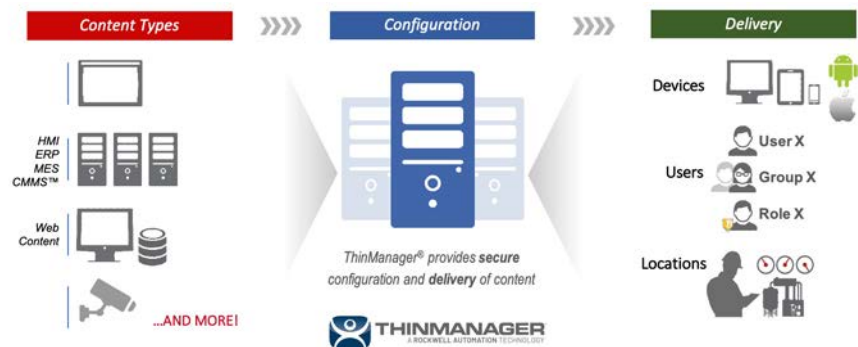 Content Types
Configuration
Delivery
HMI
ERP
MES
CMMS™
Web
Content
...AND MORE!
ThinManager® provides secure
configuration and delivery of content
THINMANAGER
A ROCKWELL AUTOMATION TECHNOLOGY
Devices
Users
User X
Group X
Role X
Locations